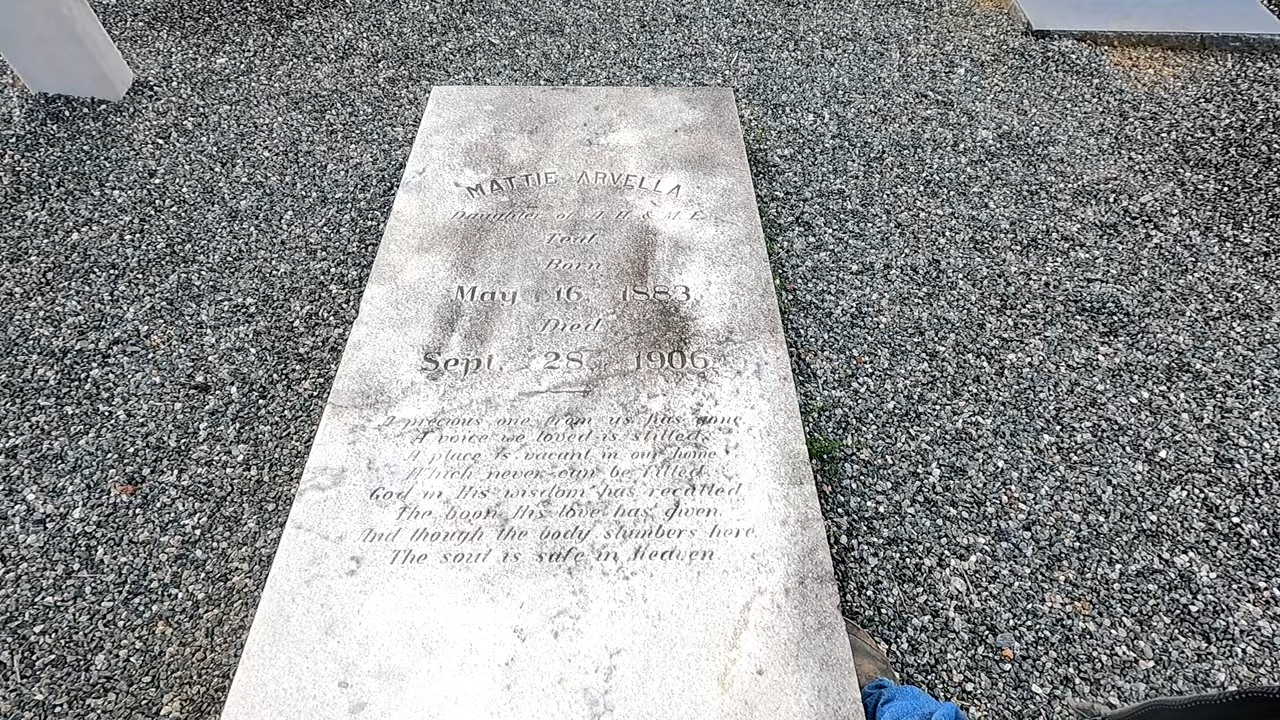 MATTIE ARVELLA
Daughter of A. H. & M. E.
Teal
Born
May 16, 1883
Died
Sept. 28, 1906
A precious one from us has gone
A voice we loved is stilled
A place is vacant in our home
Which never can be filled
God in His wisdom has recalled
The boon His love has given
And though the body slumbers here
The soul is safe in Heaven